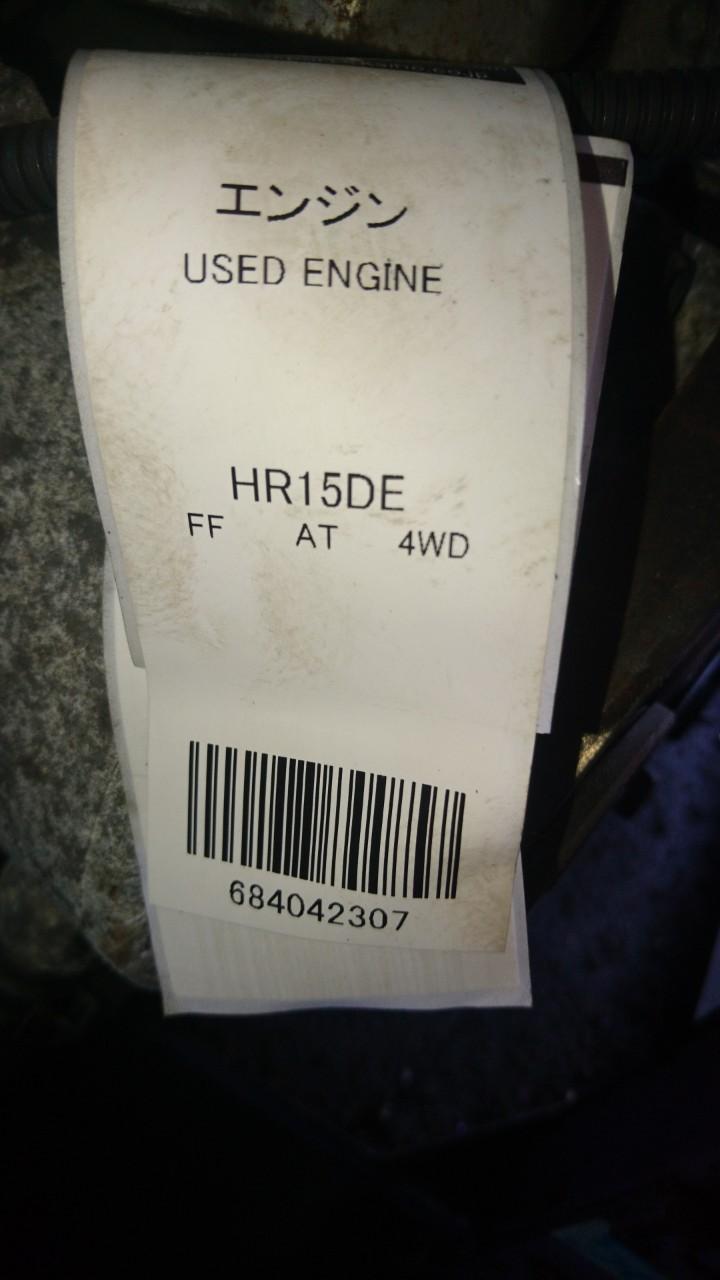 エンジン
USED ENGINE
HR15DE
FF AT 4WD
684042307